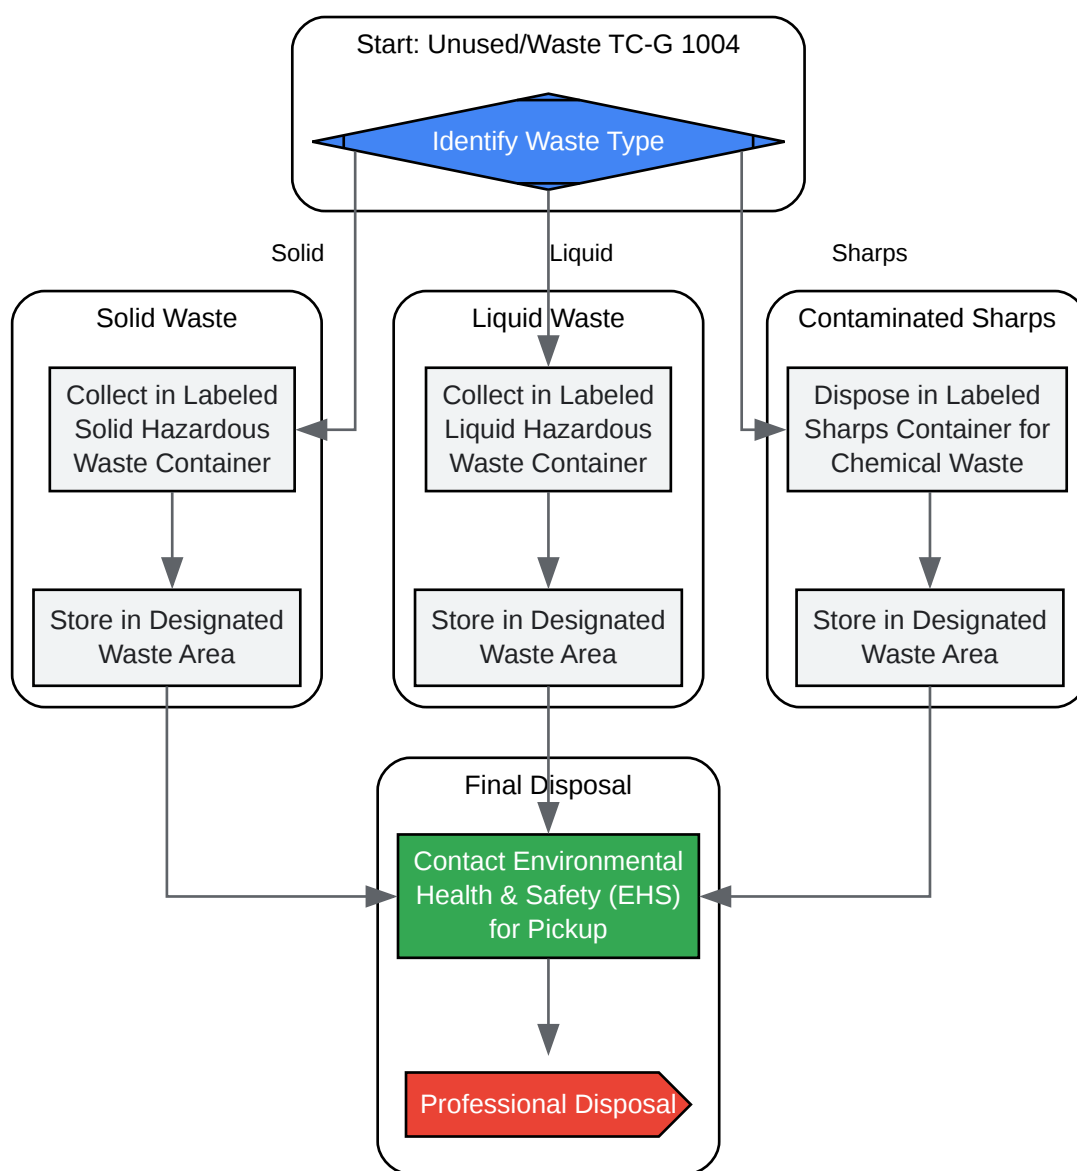 Start: Unused/Waste TC-G 1004
Identify Waste Type
Solid
Liquid
Sharps
Solid Waste
Collect in Labeled
Solid Hazardous
Waste Container
Store in Designated
Waste Area
Liquid Waste
Collect in Labeled
Liquid Hazardous
Waste Container
Store in Designated
Waste Area
Contaminated Sharps
Dispose in Labeled
Sharps Container for
Chemical Waste
Store in Designated
Waste Area
Final Disposal
Contact Environmental
Health & Safety (EHS)
for Pickup
Professional Disposal